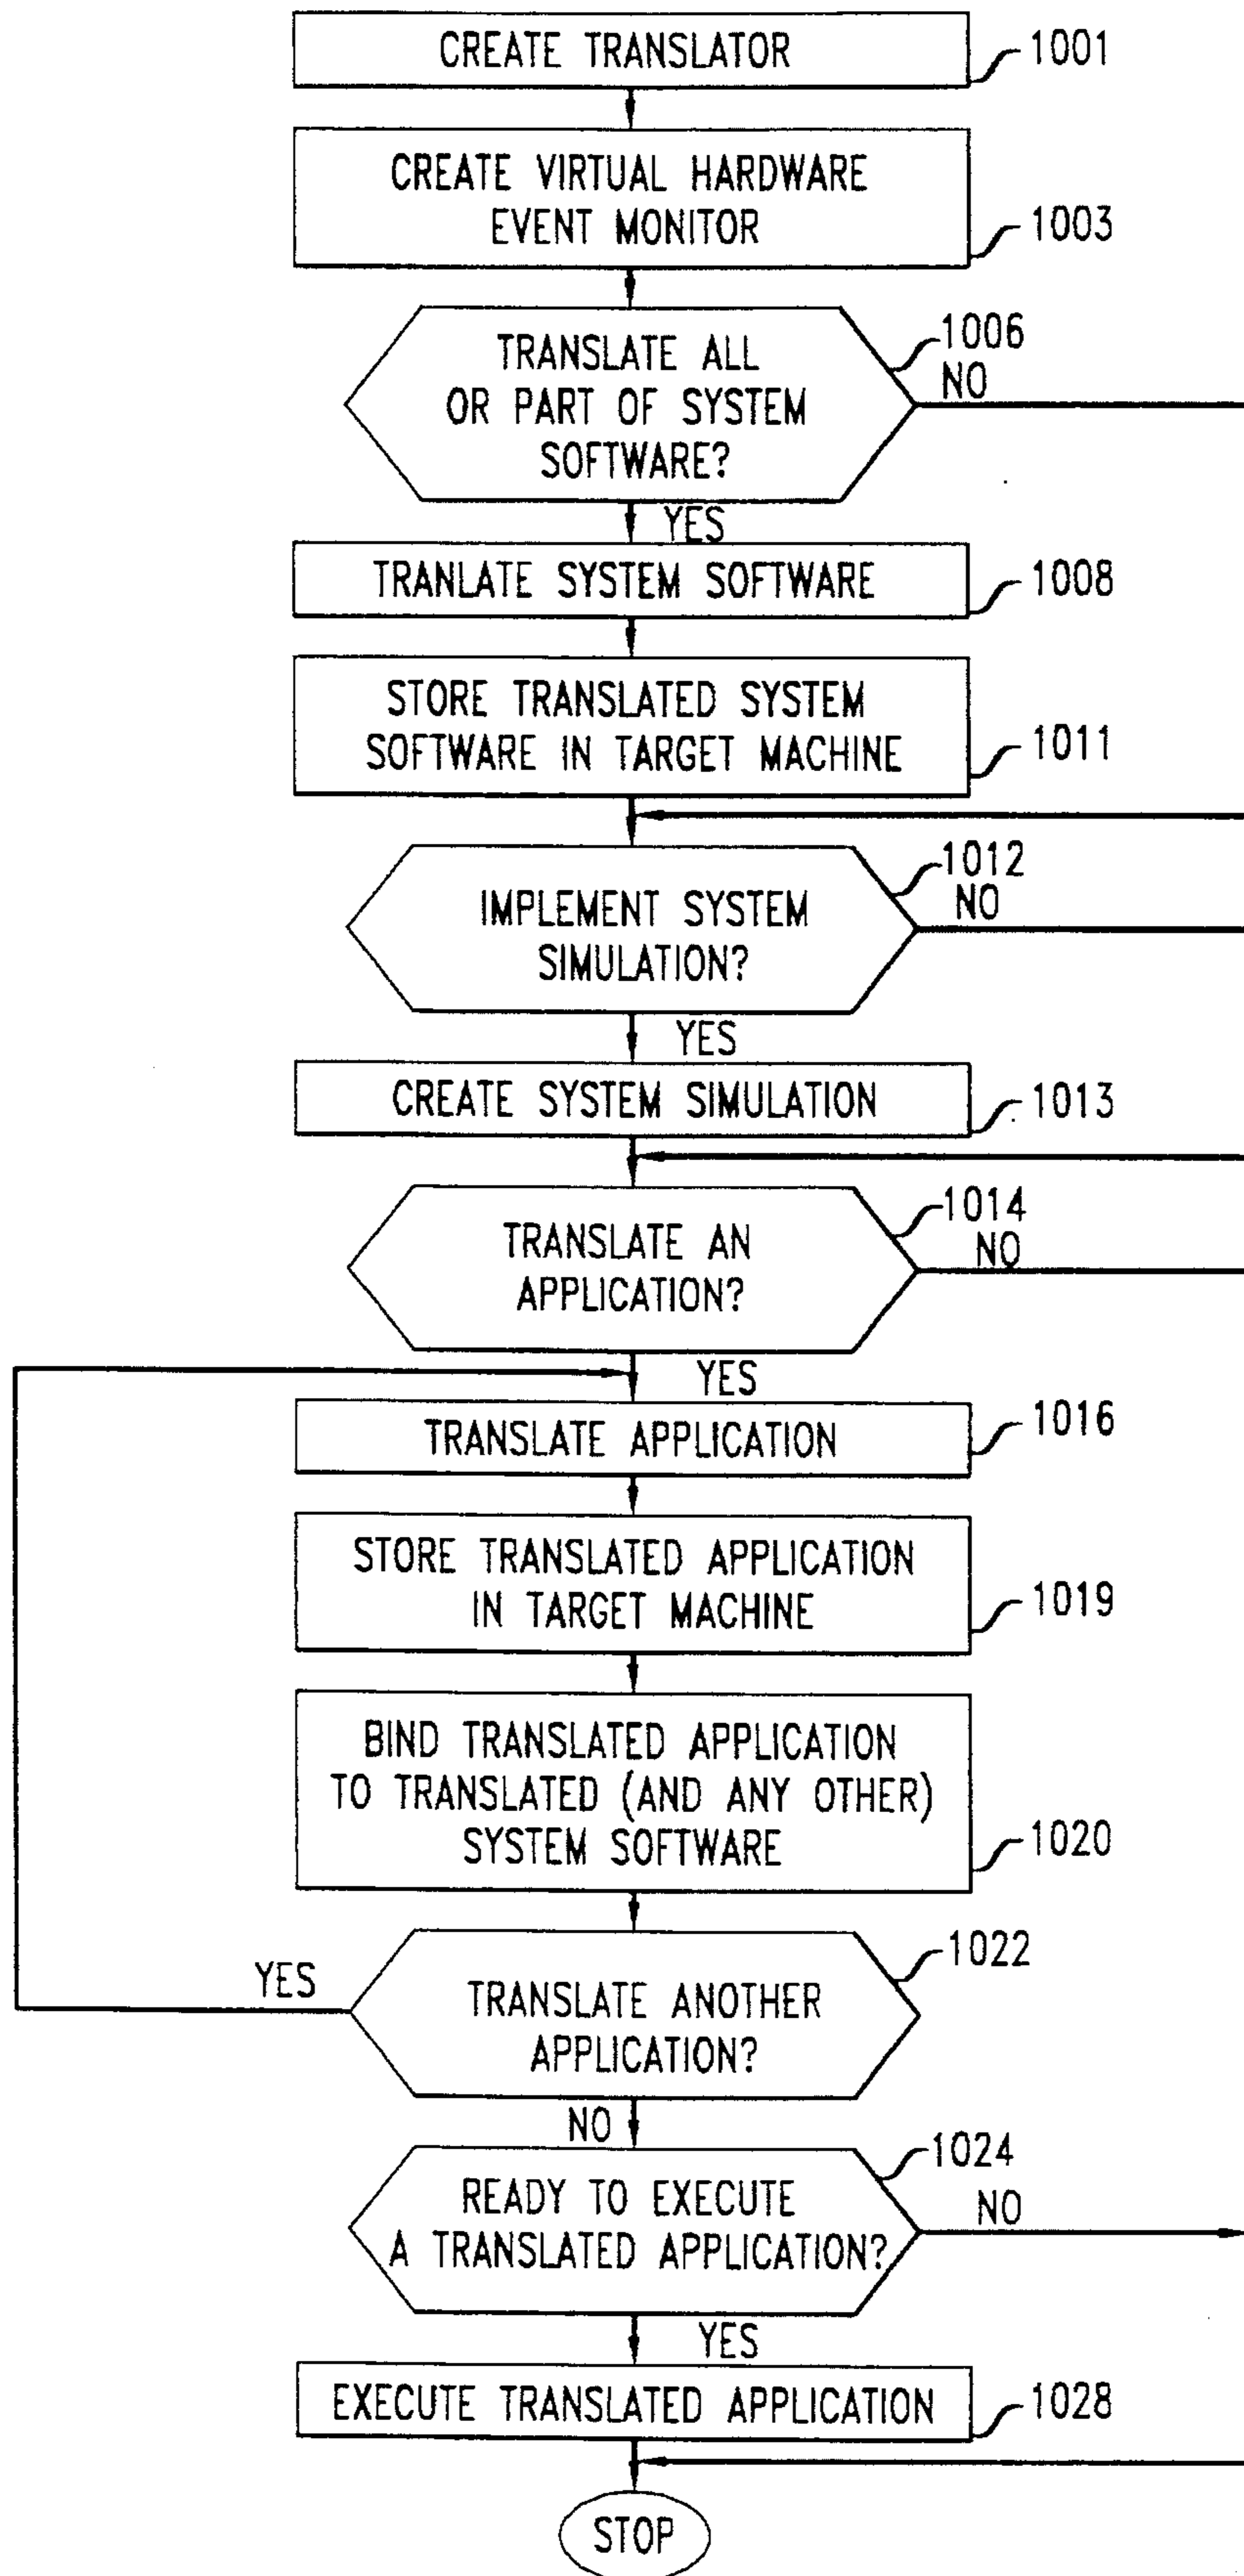 CREATE TRANSLATOR
1001
CREATE VIRTUAL HARDWARE
EVENT MONITOR
1003
TRANSLATE ALL
OR PART OF SYSTEM
SOFTWARE?
1006
NO
YES
TRANLATE SYSTEM SOFTWARE
1008
STORE TRANSLATED SYSTEM
SOFTWARE IN TARGET MACHINE
1011
IMPLEMENT SYSTEM
SIMULATION?
1012
NO
YES
CREATE SYSTEM SIMULATION
1013
TRANSLATE AN
APPLICATION?
1014
NO
YES
TRANSLATE APPLICATION
1016
STORE TRANSLATED APPLICATION
IN TARGET MACHINE
1019
BIND TRANSLATED APPLICATION
TO TRANSLATED (AND ANY OTHER)
SYSTEM SOFTWARE
1020
YES
TRANSLATE ANOTHER
APPLICATION?
1022
NO
READY TO EXECUTE
A TRANSLATED APPLICATION?
1024
NO
YES
EXECUTE TRANSLATED APPLICATION
1028
STOP